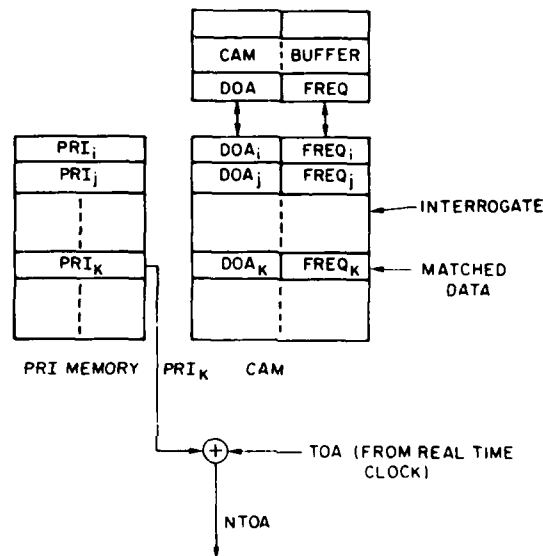 CAM BUFFER
DOA FREQ
PRIi DOAi FREQi
PRIj DOAj FREQj
INTERROGATE
PRIK DOAK FREQK
MATCHED
DATA
PRI MEMORY PRIK CAM
+
TOA (FROM REAL TIME
CLOCK)
NTOA